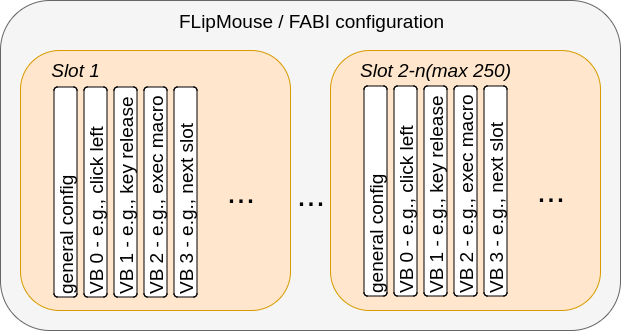 FLipMouse / FABI configuration
Slot 1
general config
VB 0 - e.g., click left
VB 1 - e.g., key release
VB 2 - e.g., exec macro
VB 3 - e.g., next slot
...
...
Slot 2-n(max 250)
general config
VB 0 - e.g., click left
VB 1 - e.g., key release
VB 2 - e.g., exec macro
VB 3 - e.g., next slot
...